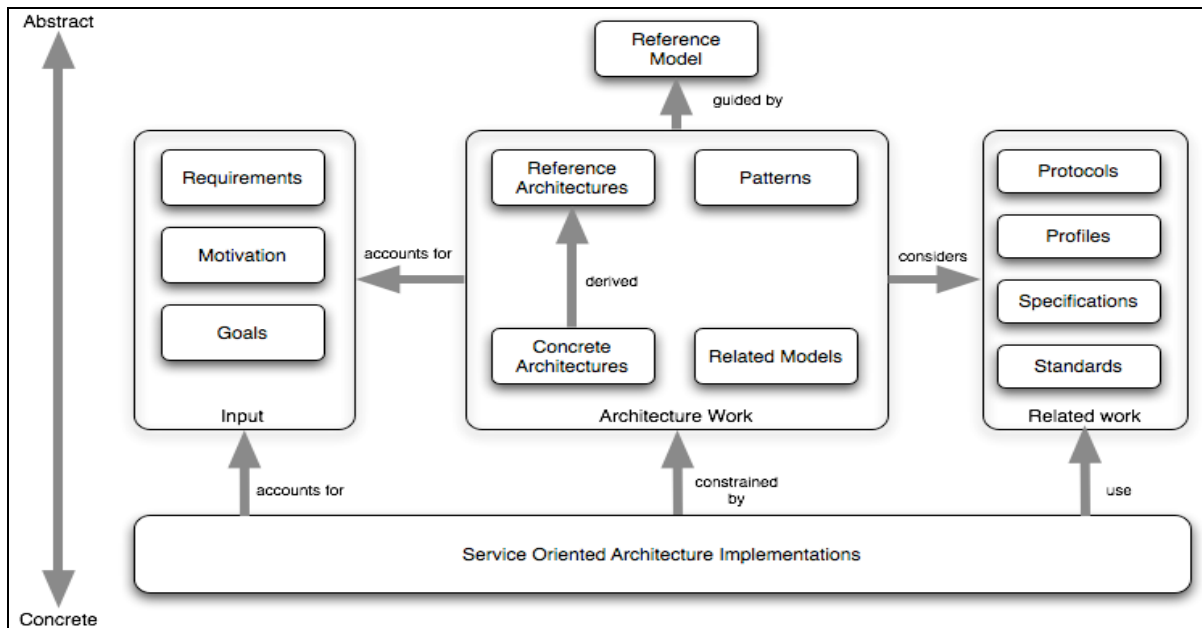 Abstract
Reference
Model
guided by
Requirements
Motivation
Goals
Input
accounts for
Reference
Architectures
Patterns
derived
Concrete
Architectures
Related Models
Architecture Work
considers
Protocols
Profiles
Specifications
Standards
Related work
accounts for
constrained
by
use
Service Oriented Architecture Implementations
Concrete